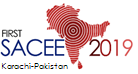 FIRST
SACEE 2019
Karachi-Pakistan